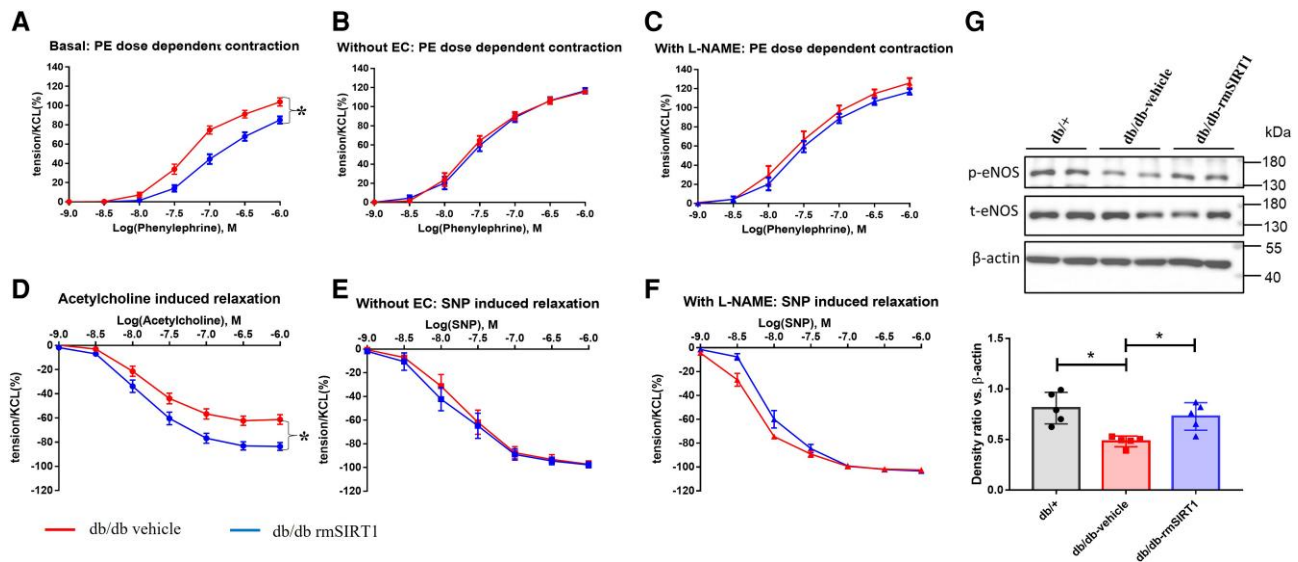 A
Basal: PE dose dependent contraction
tension/KCL(%)
140
120
100
80
60
40
20
0
*
-9.0 -8.5 -8.0 -7.5 -7.0 -6.5 -6.0
Log(Phenylephrine), M
B
Without EC: PE dose dependent contraction
tension/KCL(%)
140
120
100
80
60
40
20
0
-9.0 -8.5 -8.0 -7.5 -7.0 -6.5 -6.0
Log(Phenylephrine), M
C
With L-NAME: PE dose dependent contraction
tension/KCL(%)
140
120
100
80
60
40
20
0
-9.0 -8.5 -8.0 -7.5 -7.0 -6.5 -6.0
Log(Phenylephrine), M
D
Acetylcholine induced relaxation
Log(Acetylcholine), M
-9.0 -8.5 -8.0 -7.5 -7.0 -6.5 -6.0
tension/KCL(%)
0
-20
-40
-60
-80
-100
-120
*
E
Without EC: SNP induced relaxation
Log(SNP), M
-9.0 -8.5 -8.0 -7.5 -7.0 -6.5 -6.0
tension/KCL(%)
0
-20
-40
-60
-80
-100
-120
F
With L-NAME: SNP induced relaxation
Log(SNP), M
-9.0 -8.5 -8.0 -7.5 -7.0 -6.5 -6.0
tension/KCL(%)
0
-20
-40
-60
-80
-100
-120
db/db vehicle
db/db rmSIRT1
G
db/+
db/db-vehicle
db/db-rmSIRT1
kDa
p-eNOS
180
130
t-eNOS
180
130
β-actin
55
40
Density ratio vs. β-actin
1.5
1.0
0.5
0.0
*
*
db/+
db/db-vehicle
db/db-rmSIRT1